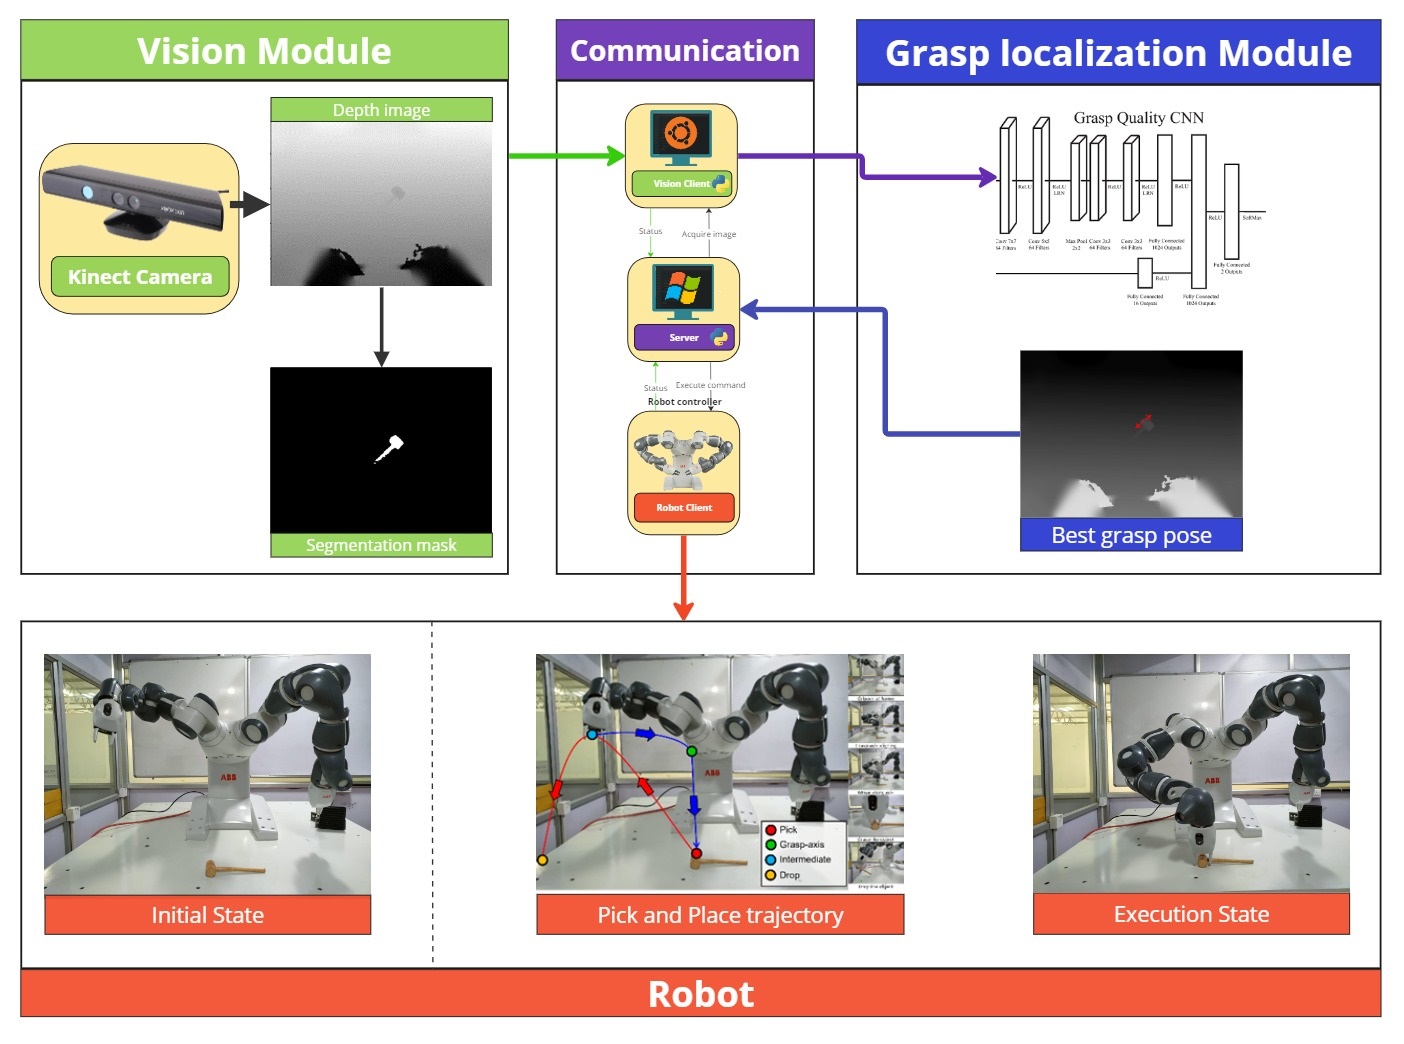 Vision Module
Communication
Grasp localization Module
Depth image
Kinect Camera
Segmentation mask
Vision Client
Status
Acquire image
Server
Status
Execute command
Robot controller
Robot Client
Grasp Quality CNN
ReLU
ReLU
LRN
ReLU
ReLU
LRN
ReLU
ReLU
SoftMax
Conv 7x7
64 Filters
Conv 5x5
64 Filters
Max Pool
2x2
Conv 3x3
64 Filters
Conv 3x3
64 Filters
Fully Connected
1024 Outputs
Fully Connected
2 Outputs
ReLU
Fully Connected
16 Outputs
Fully Connected
1024 Outputs
Best grasp pose
ABB
ABB
ABB
Pick
Grasp-axis
Intermediate
Drop
Initial State
Pick and Place trajectory
Execution State
Robot